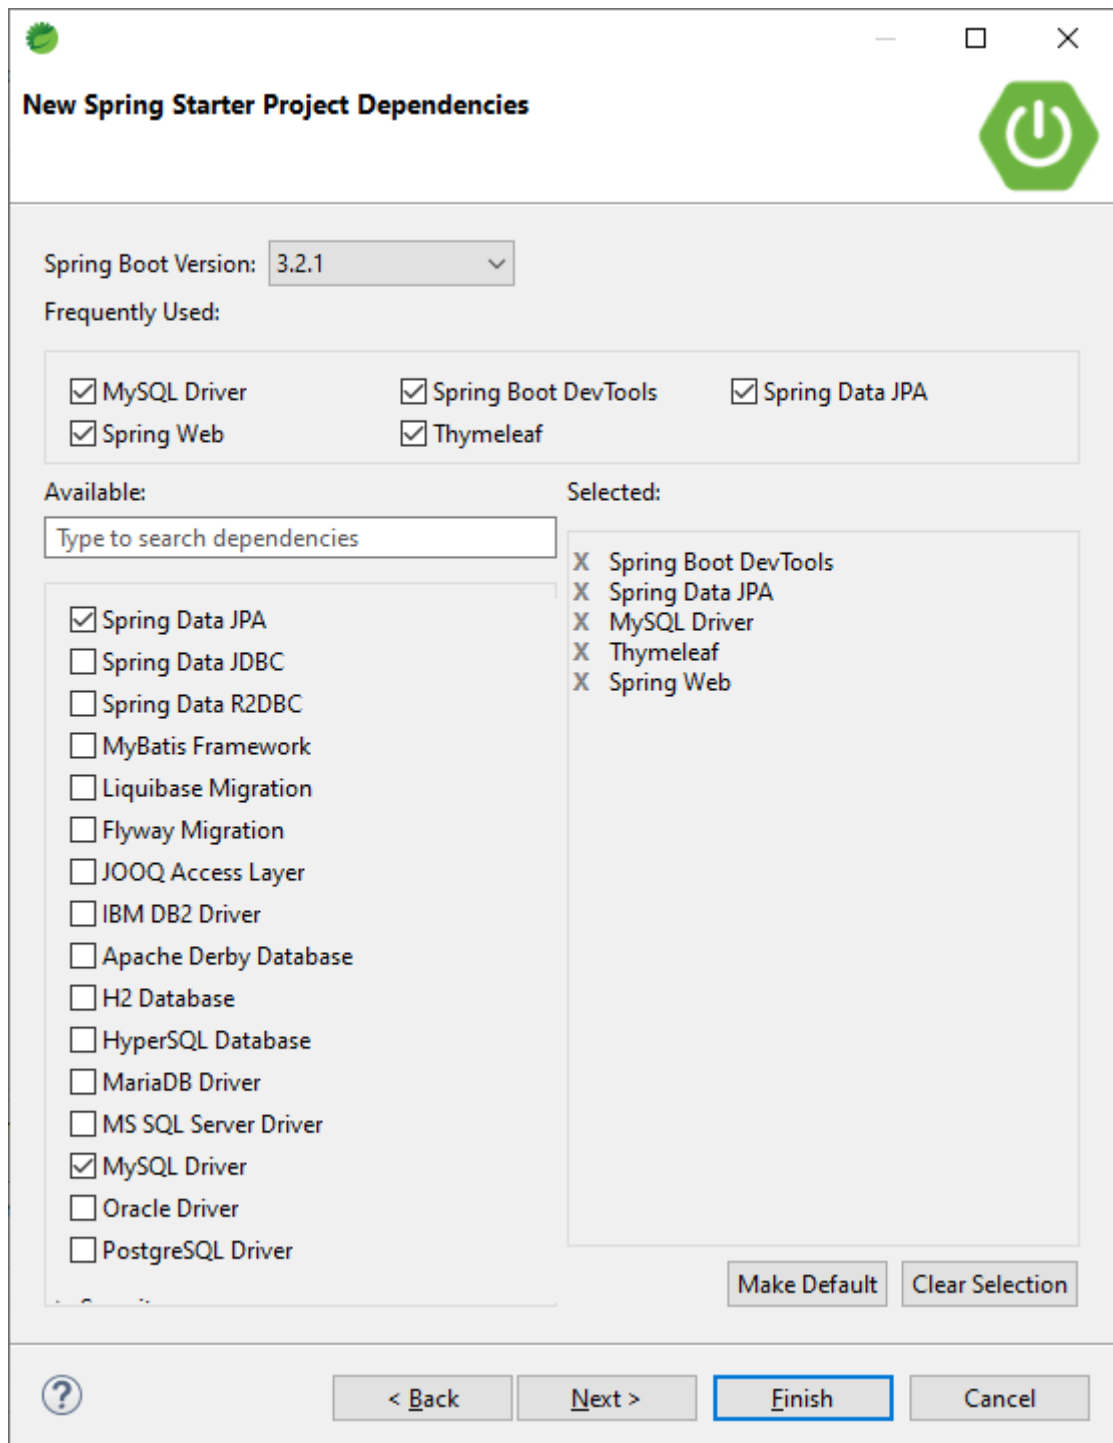 New Spring Starter Project Dependencies
Spring Boot Version: 3.2.1
Frequently Used:
MySQL Driver Spring Boot DevTools Spring Data JPA
Spring Web Thymeleaf
Available:
Type to search dependencies
Spring Data JPA
Spring Data JDBC
Spring Data R2DBC
MyBatis Framework
Liquibase Migration
Flyway Migration
JOOQ Access Layer
IBM DB2 Driver
Apache Derby Database
H2 Database
HyperSQL Database
MariaDB Driver
MS SQL Server Driver
MySQL Driver
Oracle Driver
PostgreSQL Driver
Selected:
X Spring Boot DevTools
X Spring Data JPA
X MySQL Driver
X Thymeleaf
X Spring Web
Make Default Clear Selection
? < Back Next > Finish Cancel